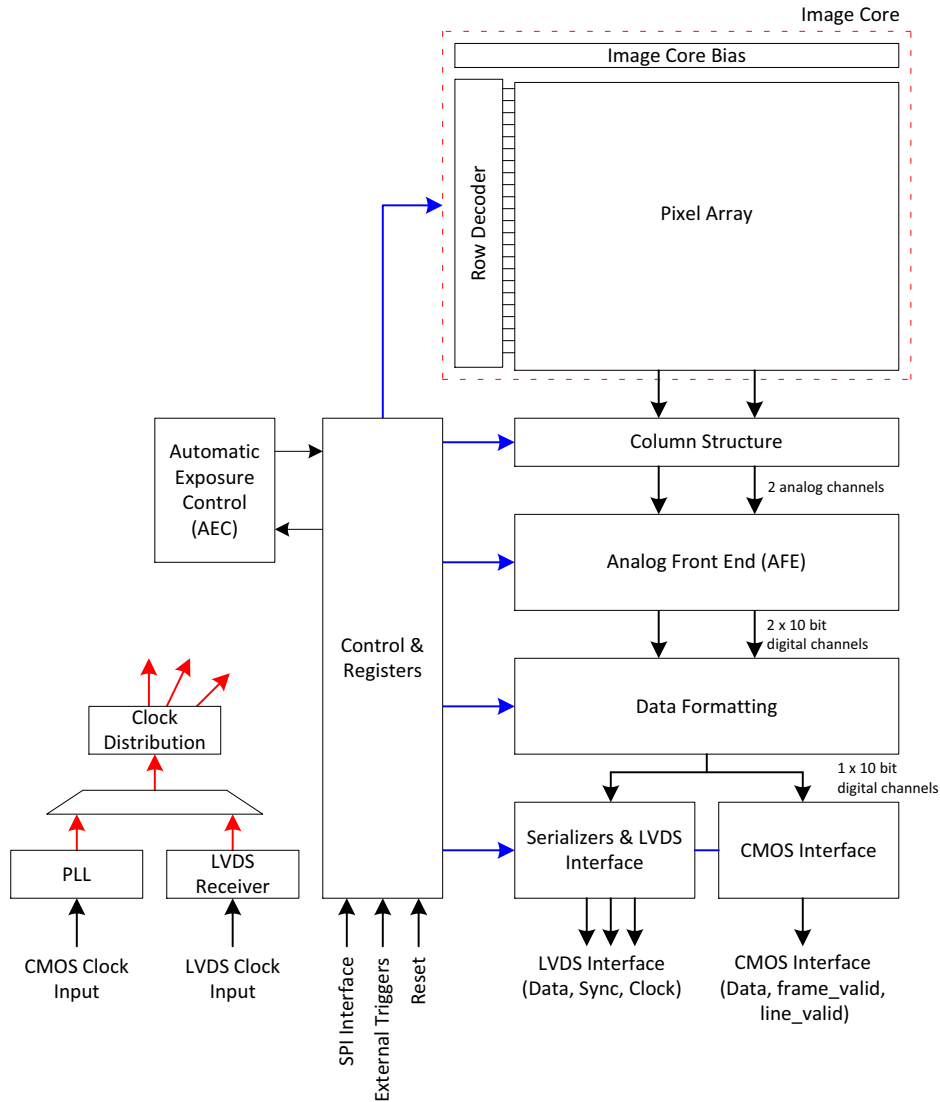 Image Core
Image Core Bias
Row Decoder
Pixel Array
Automatic
Exposure
Control
(AEC)
Column Structure
2 analog channels
Analog Front End (AFE)
2 x 10 bit
digital channels
Control &
Registers
Data Formatting
Clock
Distribution
1 x 10 bit
digital channels
PLL
LVDS
Receiver
Serializers & LVDS
Interface
CMOS Interface
CMOS Clock
Input
LVDS Clock
Input
SPI Interface
External Triggers
Reset
LVDS Interface
(Data, Sync, Clock)
CMOS Interface
(Data, frame_valid,
line_valid)